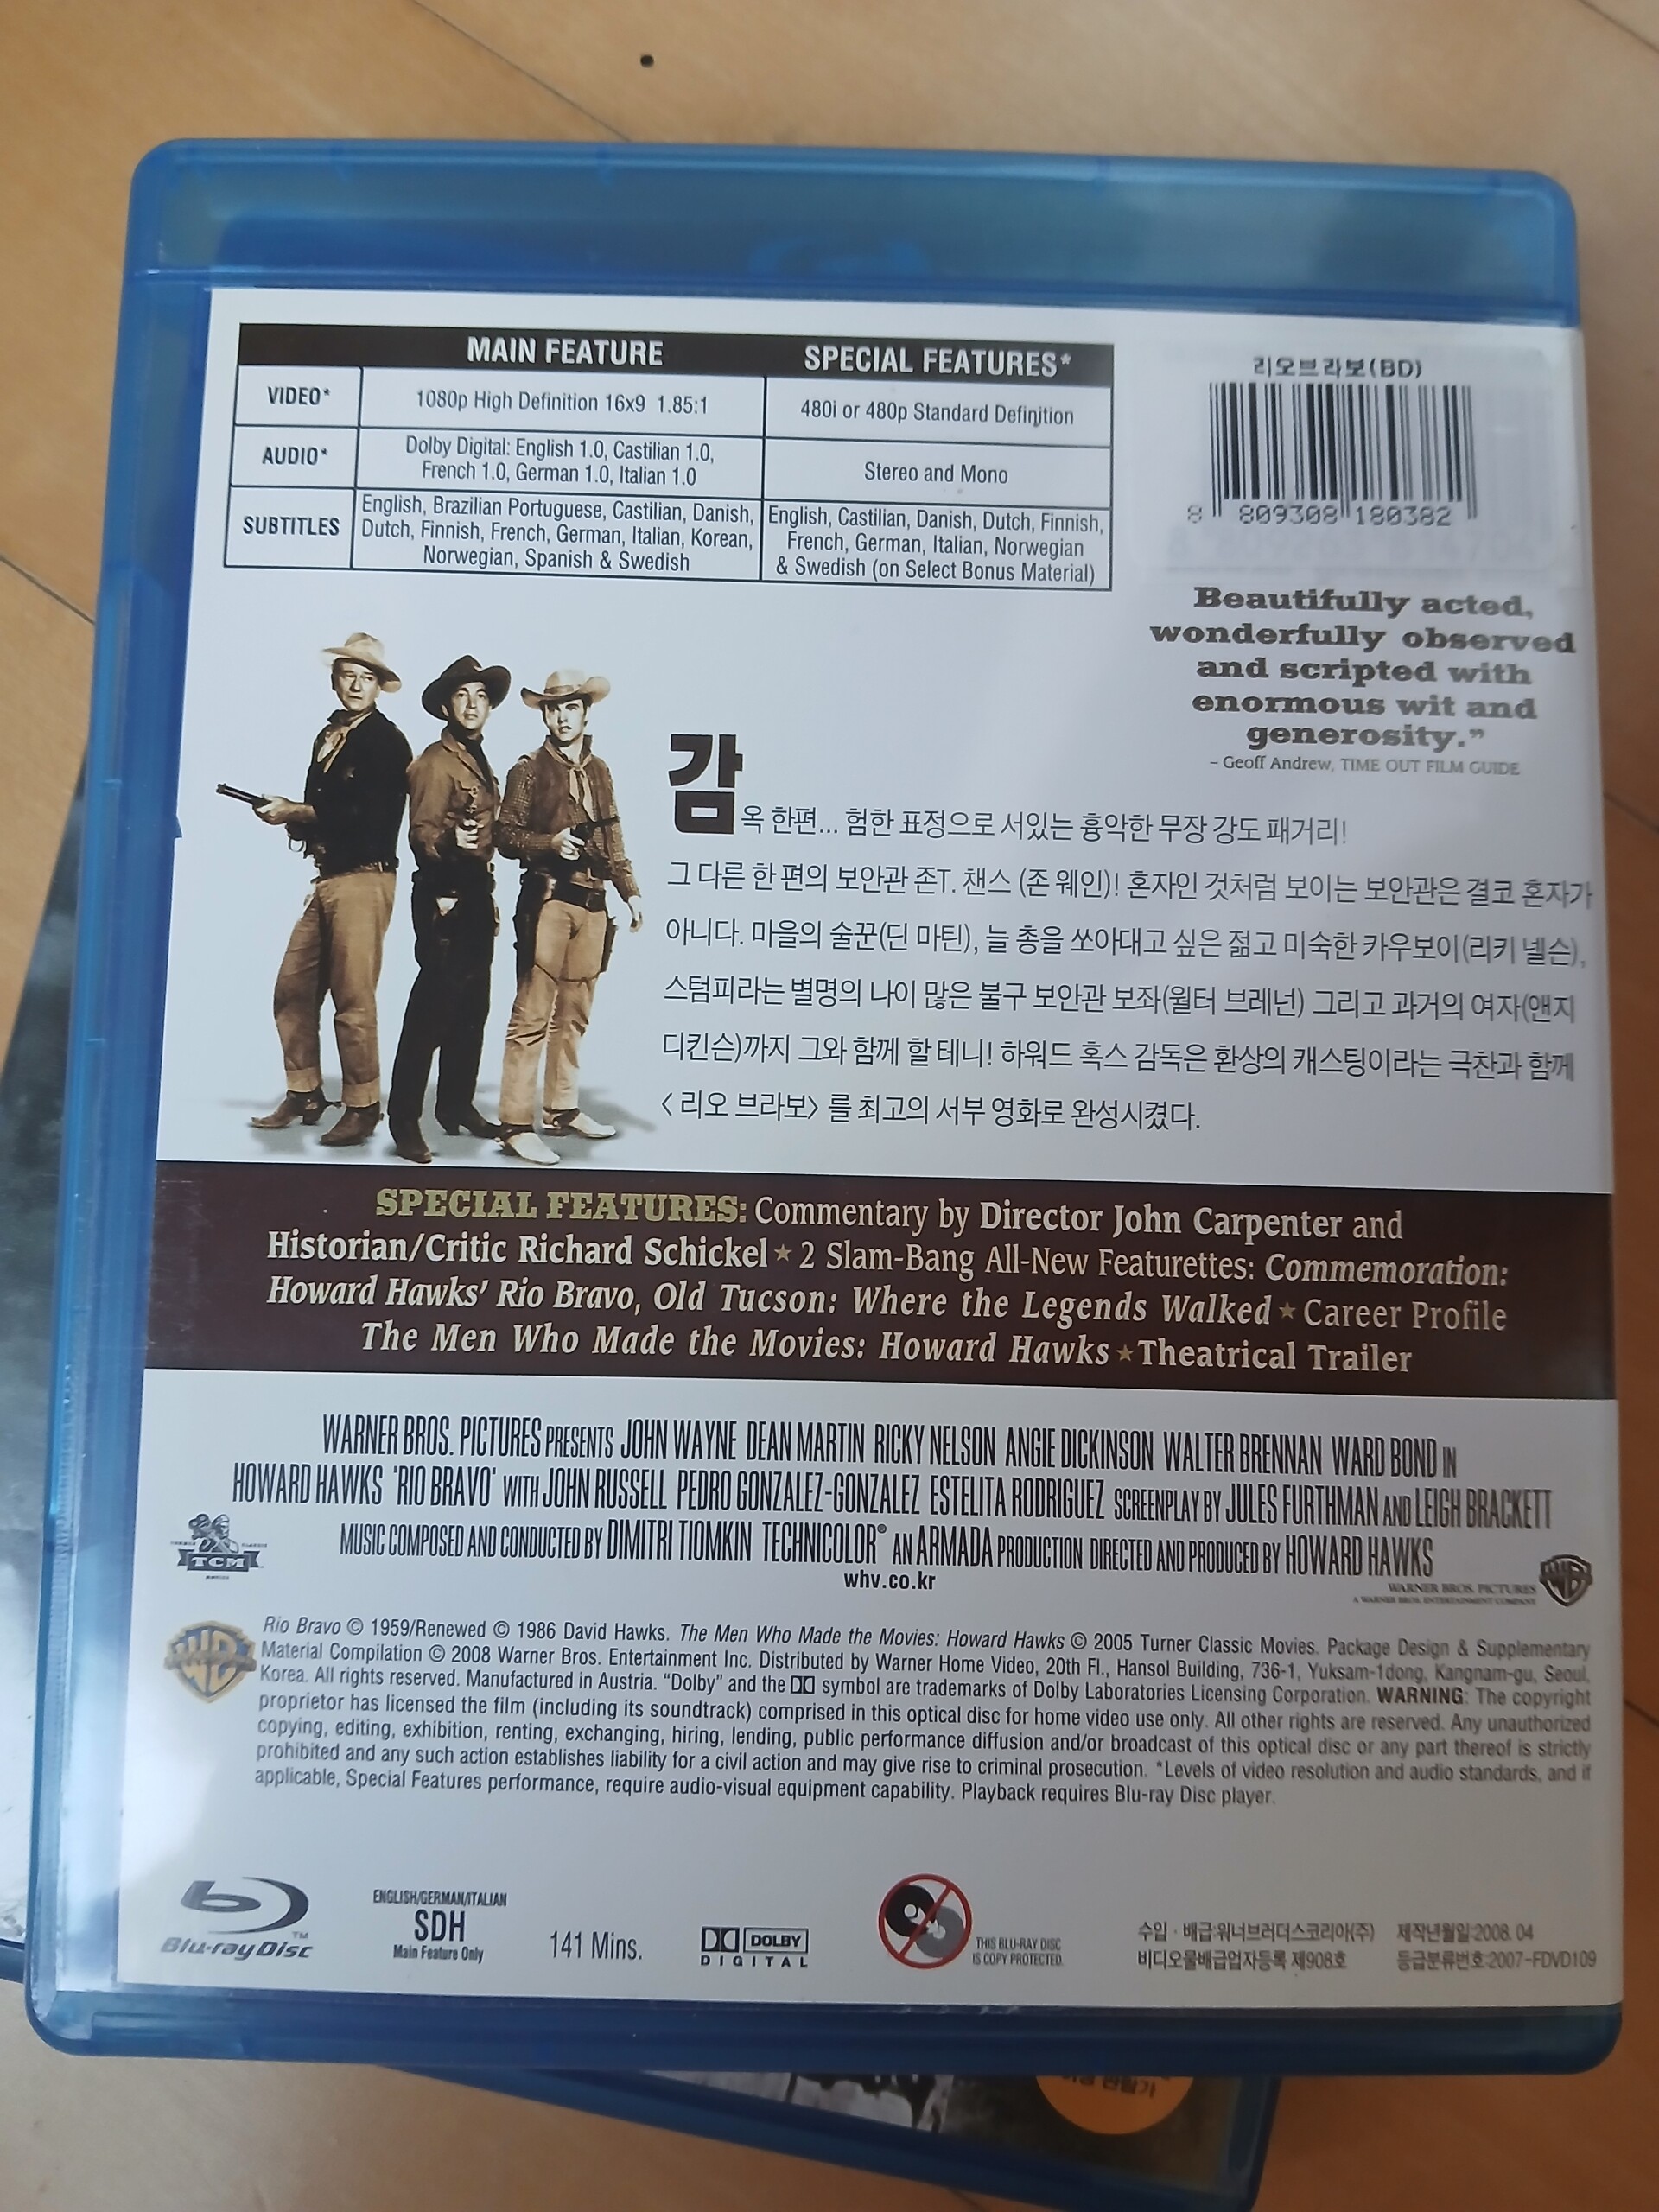 MAIN FEATURE SPECIAL FEATURES*
VIDEO* 1080p High Definition 16x9 1.85:1 480i or 480p Standard Definition
AUDIO* Dolby Digital: English 1.0, Castilian 1.0,
French 1.0, German 1.0, Italian 1.0
Stereo and Mono
SUBTITLES
English, Brazilian Portuguese, Castilian, Danish,
Dutch, Finnish, French, German, Italian, Korean,
Norwegian, Spanish & Swedish
English, Castilian, Danish, Dutch, Finnish,
French, German, Italian, Norwegian
& Swedish (on Select Bonus Material)
리오브라보(BD)
8 809308 180382
Beautifully acted,
wonderfully observed
and scripted with
enormous wit and
generosity.”
– Geoff Andrew, TIME OUT FILM GUIDE
감옥 한편... 험한 표정으로 서있는 흉악한 무장 강도 패거리!
그 다른 한 편의 보안관 존T. 챈스 (존 웨인)! 혼자인 것처럼 보이는 보안관은 결코 혼자가
아니다. 마을의 술꾼(딘 마틴), 늘 총을 쏘아대고 싶은 젊고 미숙한 카우보이(리키 넬슨),
스텀피라는 별명의 나이 많은 불구 보안관 보좌(월터 브레넌) 그리고 과거의 여자(앤지
디킨슨)까지 그와 함께 할 테니! 하워드 혹스 감독은 환상의 캐스팅이라는 극찬과 함께
< 리오 브라보> 를 최고의 서부 영화로 완성시켰다.
SPECIAL FEATURES: Commentary by Director John Carpenter and
Historian/Critic Richard Schickel ★ 2 Slam-Bang All-New Featurettes: Commemoration:
Howard Hawks' Rio Bravo, Old Tucson: Where the Legends Walked ★ Career Profile
The Men Who Made the Movies: Howard Hawks ★ Theatrical Trailer
WARNER BROS. PICTURES PRESENTS JOHN WAYNE DEAN MARTIN RICKY NELSON ANGIE DICKINSON WALTER BRENNAN WARD BOND IN
HOWARD HAWKS 'RIO BRAVO' WITH JOHN RUSSELL PEDRO GONZALEZ-GONZALEZ ESTELITA RODRIGUEZ SCREENPLAY BY JULES FURTHMAN AND LEIGH BRACKETT
MUSIC COMPOSED AND CONDUCTED BY DIMITRI TIOMKIN TECHNICOLOR® AN ARMADA PRODUCTION DIRECTED AND PRODUCED BY HOWARD HAWKS
TCM
whv.co.kr
WARNER BROS. PICTURES
A WARNER BROS. ENTERTAINMENT COMPANY
Rio Bravo © 1959/Renewed © 1986 David Hawks. The Men Who Made the Movies: Howard Hawks © 2005 Turner Classic Movies. Package Design & Supplementary
Material Compilation © 2008 Warner Bros. Entertainment Inc. Distributed by Warner Home Video, 20th Fl., Hansol Building, 736-1, Yuksam-1dong, Kangnam-gu, Seoul,
Korea. All rights reserved. Manufactured in Austria. “Dolby” and the DD symbol are trademarks of Dolby Laboratories Licensing Corporation. WARNING: The copyright
proprietor has licensed the film (including its soundtrack) comprised in this optical disc for home video use only. All other rights are reserved. Any unauthorized
copying, editing, exhibition, renting, exchanging, hiring, lending, public performance diffusion and/or broadcast of this optical disc or any part thereof is strictly
prohibited and any such action establishes liability for a civil action and may give rise to criminal prosecution. *Levels of video resolution and audio standards, and if
applicable, Special Features performance, require audio-visual equipment capability. Playback requires Blu-ray Disc player.
Blu-ray Disc™
ENGLISH/GERMAN/ITALIAN
SDH
Main Feature Only
141 Mins.
DOLBY
DIGITAL
THIS BLU-RAY DISC
IS COPY PROTECTED.
수입 · 배급:워너브러더스코리아(주) 제작년월일:2008. 04
비디오물배급업자등록 제908호 등급분류번호:2007-FDVD109